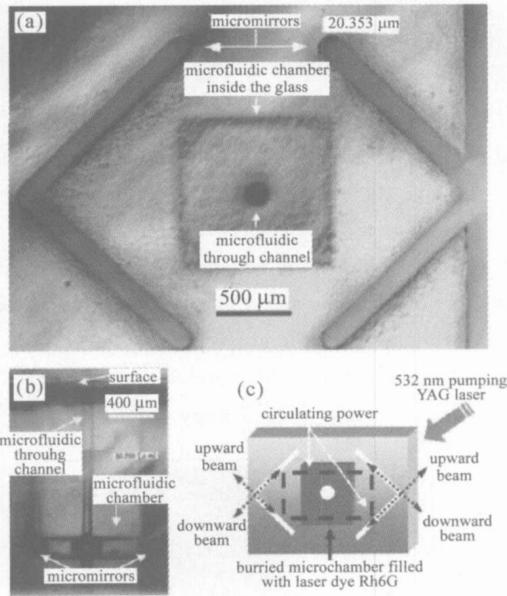 (a)
micromirrors
20.353 μm
microfluidic chamber
inside the glass
microfluidic
through channel
500 μm
(b)
surface
400 μm
microfluidic
throuhg
channel
microfluidic
chamber
micromirrors
(c)
532 nm pumping
YAG laser
circulating power
upward
beam
downward
beam
upward
beam
downward
beam
burried microchamber filled
with laser dye Rh6G